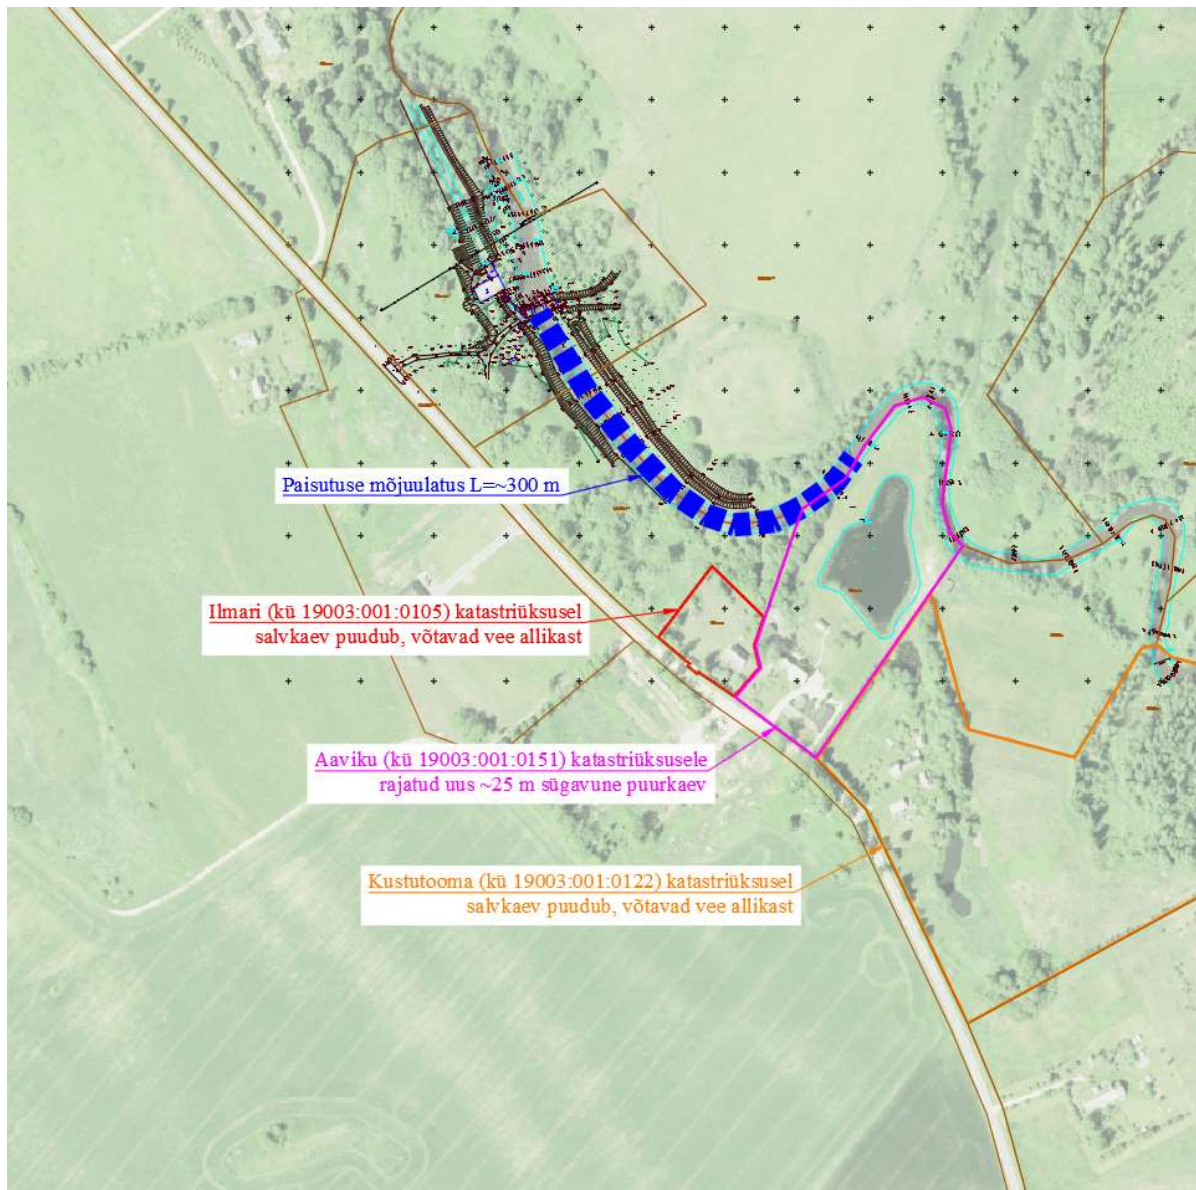 Paisutuse mõjuulatus L=~300 m
Ilmari (kü 19003:001:0105) katastriüksusel
salvkaev puudub, võtavad vee allikast
Aaviku (kü 19003:001:0151) katastriüksusele
rajatud uus ~25 m sügavune puurkaev
Kustutooma (kü 19003:001:0122) katastriüksusel
salvkaev puudub, võtavad vee allikast